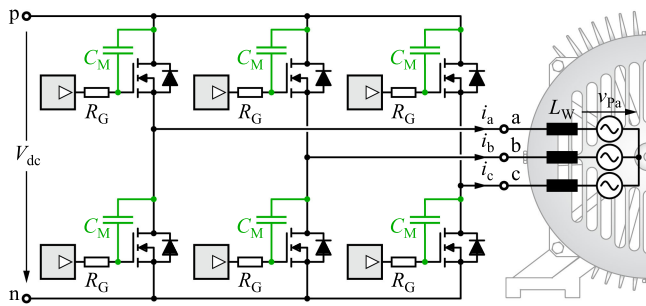 p
C_M C_M C_M
R_G R_G R_G
L_W v_Pa
i_a a
V_dc i_b b
i_c c
C_M C_M C_M
R_G R_G R_G
n